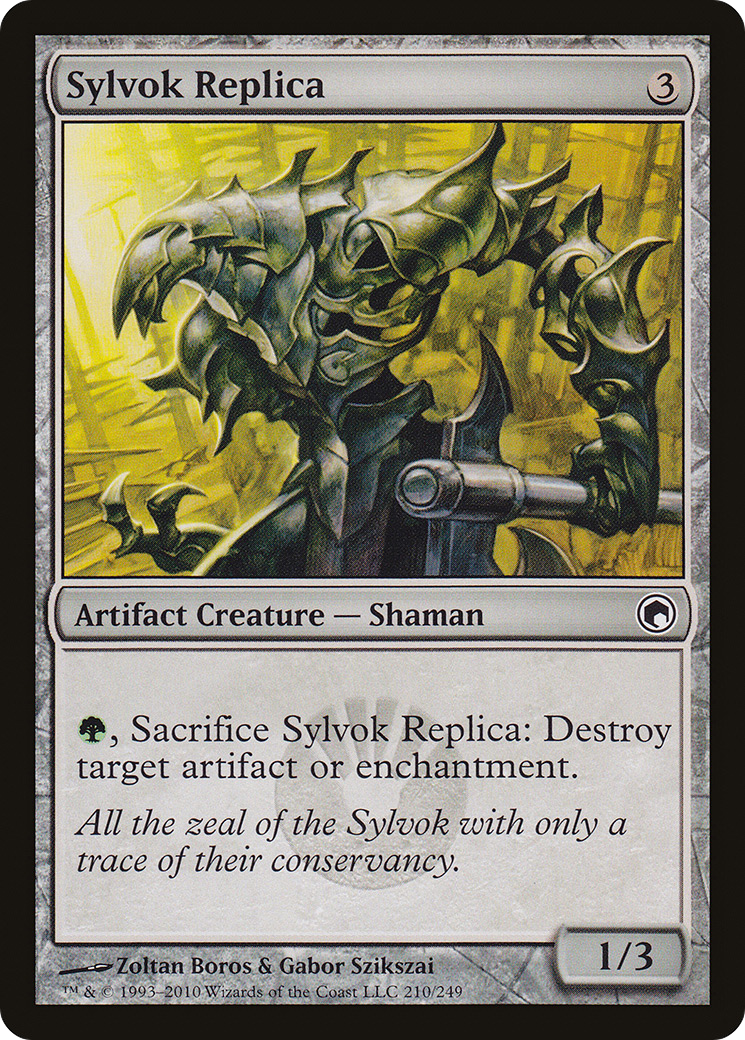 Sylvok Replica
3
Artifact Creature — Shaman
, Sacrifice Sylvok Replica: Destroy
target artifact or enchantment.
All the zeal of the Sylvok with only a
trace of their conservancy.
1/3
Zoltan Boros & Gabor Szikszai
™ & © 1993–2010 Wizards of the Coast LLC 210/249